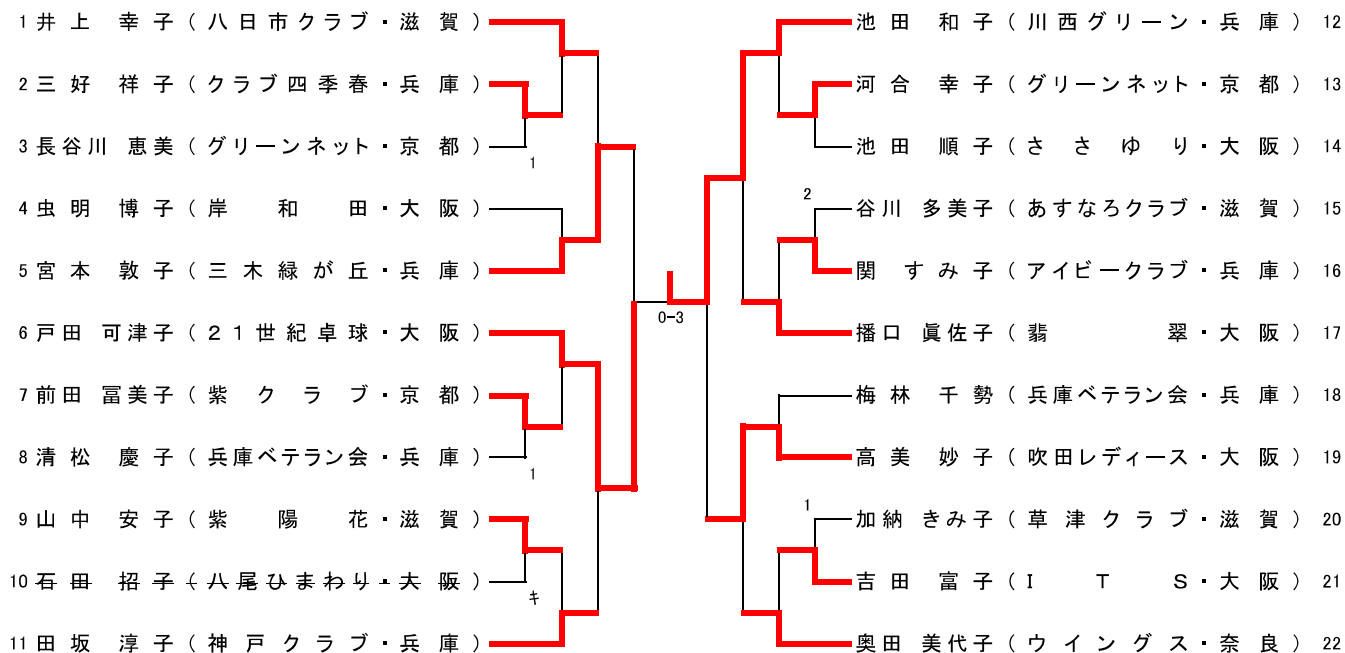 1 井上 幸子 (八日市クラブ・滋賀)
2 三好 祥子 (クラブ四季春・兵庫)
3 長谷川 恵美 (グリーンネット・京都)
1
4 虫明 博子 (岸和田・大阪)
5 宮本 敦子 (三木緑が丘・兵庫)
6 戸田 可津子 (21世紀卓球・大阪)
7 前田 冨美子 (紫クラブ・京都)
8 清松 慶子 (兵庫ベテラン会・兵庫)
1
9 山中 安子 (紫陽花・滋賀)
10 石田 招子 (八尾ひまわり・大阪)
キ
11 田坂 淳子 (神戸クラブ・兵庫)
0-3
池田 和子 (川西グリーン・兵庫) 12
河合 幸子 (グリーンネット・京都) 13
池田 順子 (ささゆり・大阪) 14
2
谷川 多美子 (あすなろクラブ・滋賀) 15
関 すみ子 (アイビークラブ・兵庫) 16
播口 眞佐子 (翡翠・大阪) 17
梅林 千勢 (兵庫ベテラン会・兵庫) 18
高美 妙子 (吹田レディース・大阪) 19
1
加納 きみ子 (草津クラブ・滋賀) 20
吉田 富子 (ITS・大阪) 21
奥田 美代子 (ウイングス・奈良) 22